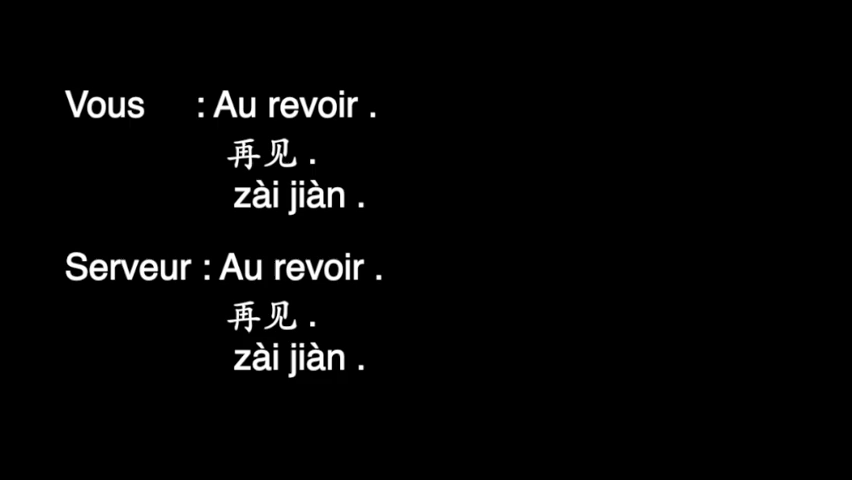 Vous : Au revoir .
再见 .
zài jiàn .
Serveur : Au revoir .
再见 .
zài jiàn .